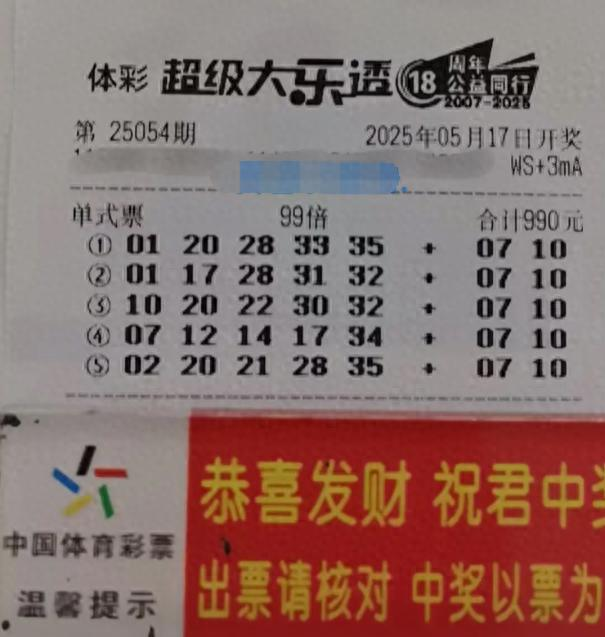 体彩 超级大乐透 18 周年 公益同行 2007-2025
第 25054期 2025年05月17日开奖
WS+3mA
单式票 99倍 合计990元
① 01 20 28 33 35 + 07 10
② 01 17 28 31 32 + 07 10
③ 10 20 22 30 32 + 07 10
④ 07 12 14 17 34 + 07 10
⑤ 02 20 21 28 35 + 07 10
恭喜发财 祝君中奖
中国体育彩票
出票请核对 中奖以票为
温馨提示